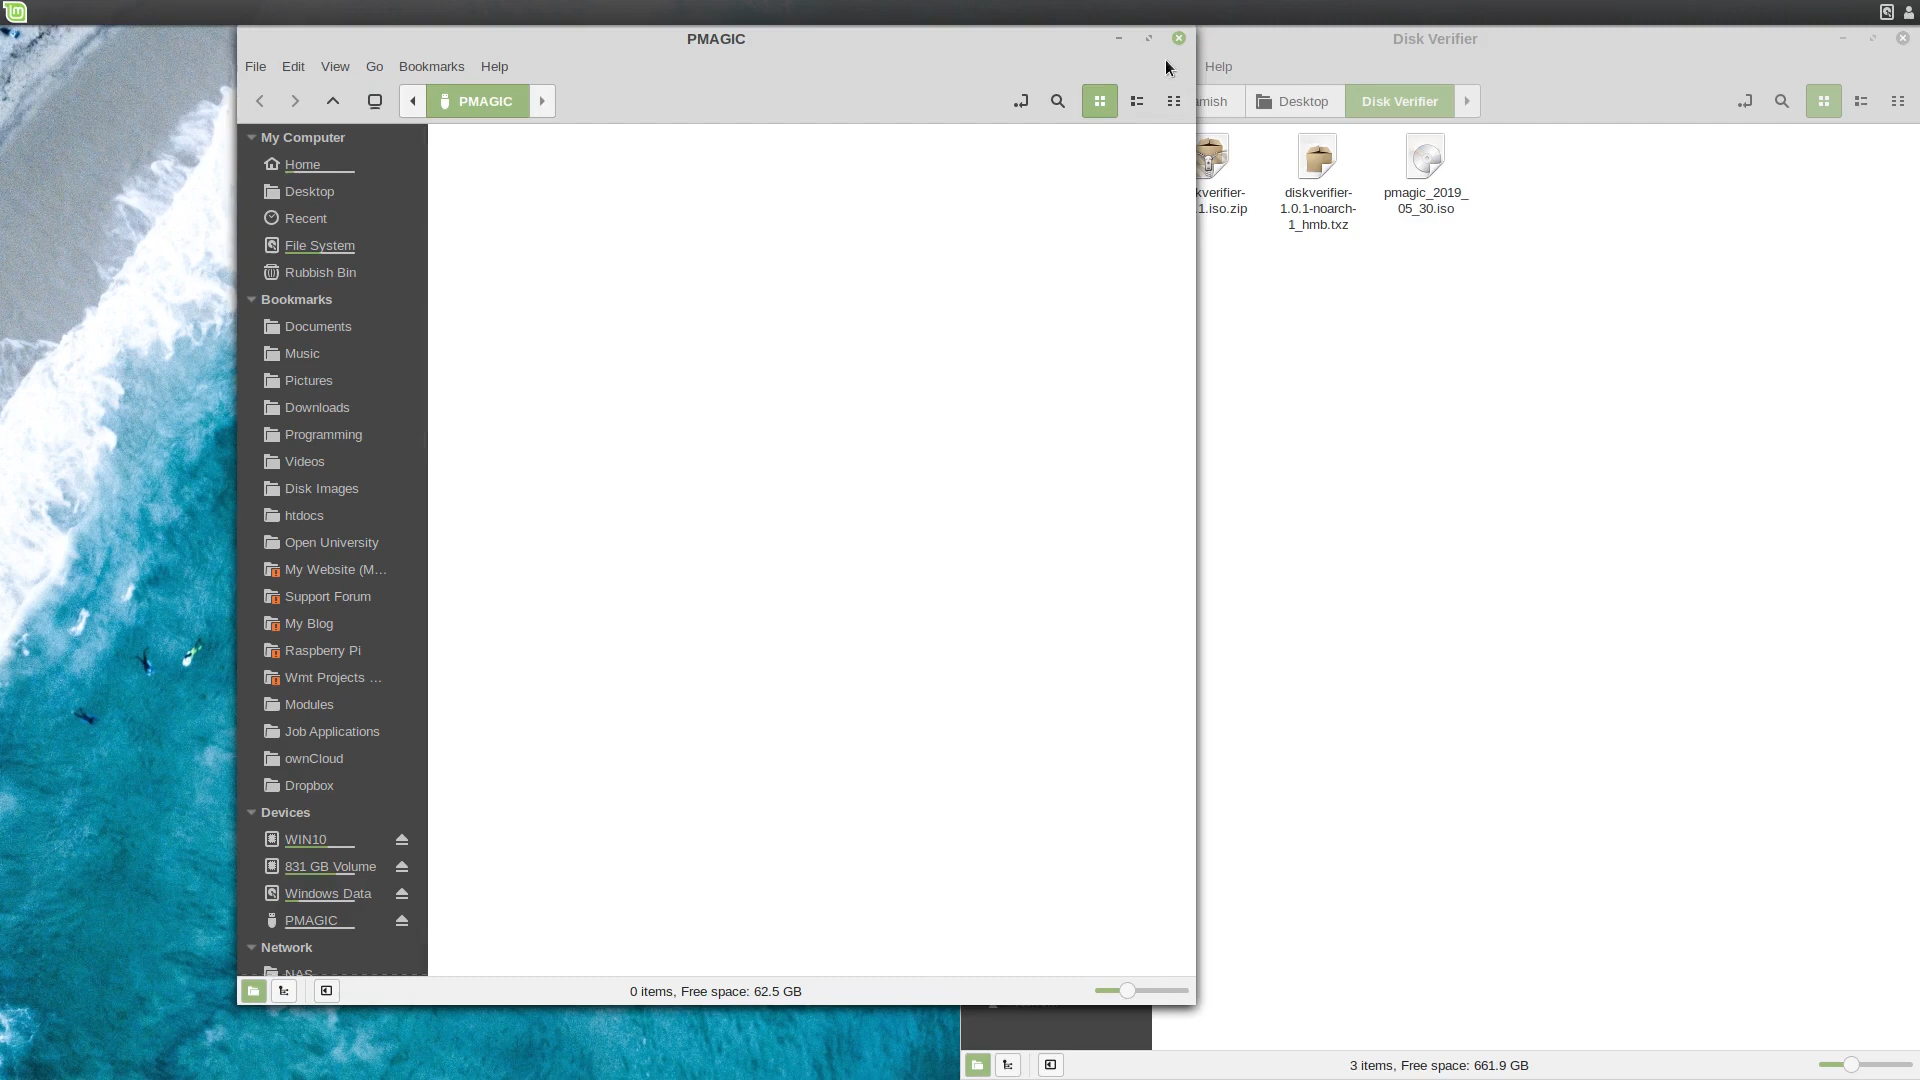 PMAGIC
File Edit View Go Bookmarks Help
PMAGIC
My Computer
Home
Desktop
Recent
File System
Rubbish Bin
Bookmarks
Documents
Music
Pictures
Downloads
Programming
Videos
Disk Images
htdocs
Open University
My Website (M…
Support Forum
My Blog
Raspberry Pi
Wmt Projects …
Modules
Job Applications
ownCloud
Dropbox
Devices
WIN10
831 GB Volume
Windows Data
PMAGIC
Network
NAS
0 items, Free space: 62.5 GB
Disk Verifier
Help
amish Desktop Disk Verifier
kverifier-
1.iso.zip
diskverifier-
1.0.1-noarch-
1_hmb.txz
pmagic_2019_
05_30.iso
3 items, Free space: 661.9 GB